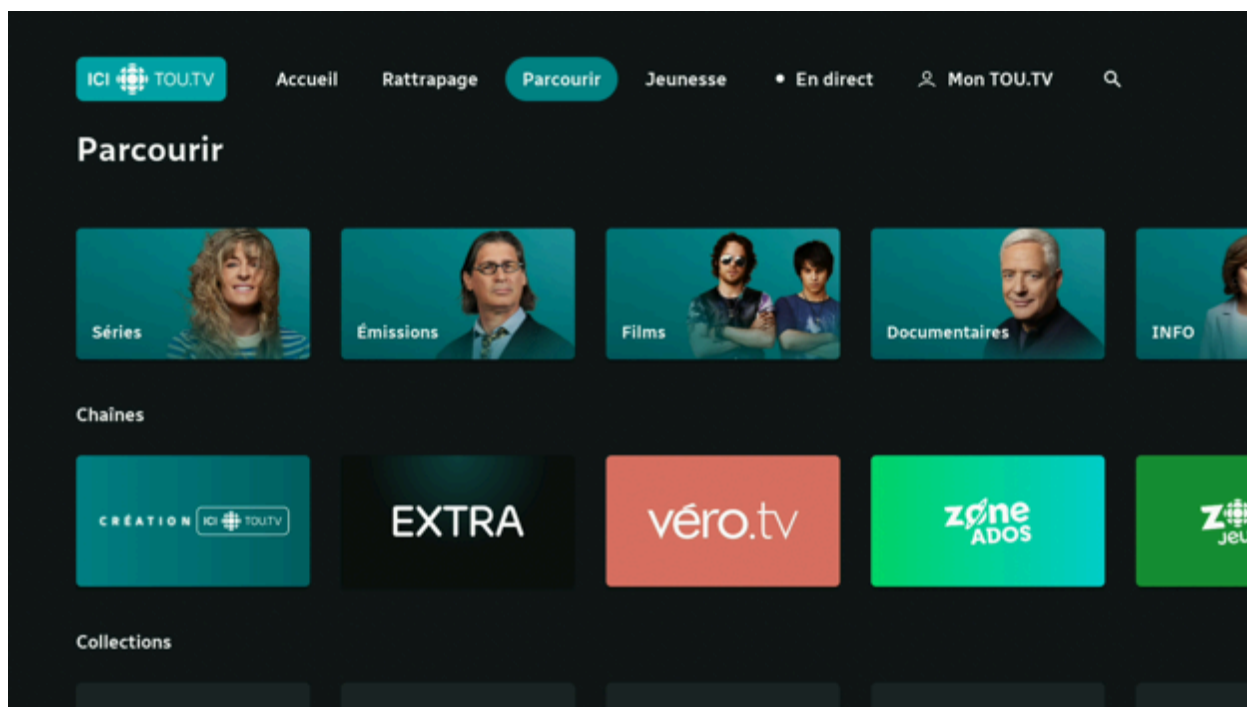 ICI TOU.TV Accueil Rattrapage Parcourir Jeunesse En direct Mon TOU.TV
Parcourir
Séries Émissions Films Documentaires INFO
Chaînes
CRÉATION ICI TOU.TV EXTRA véro.tv zøne
ADOS
Collections